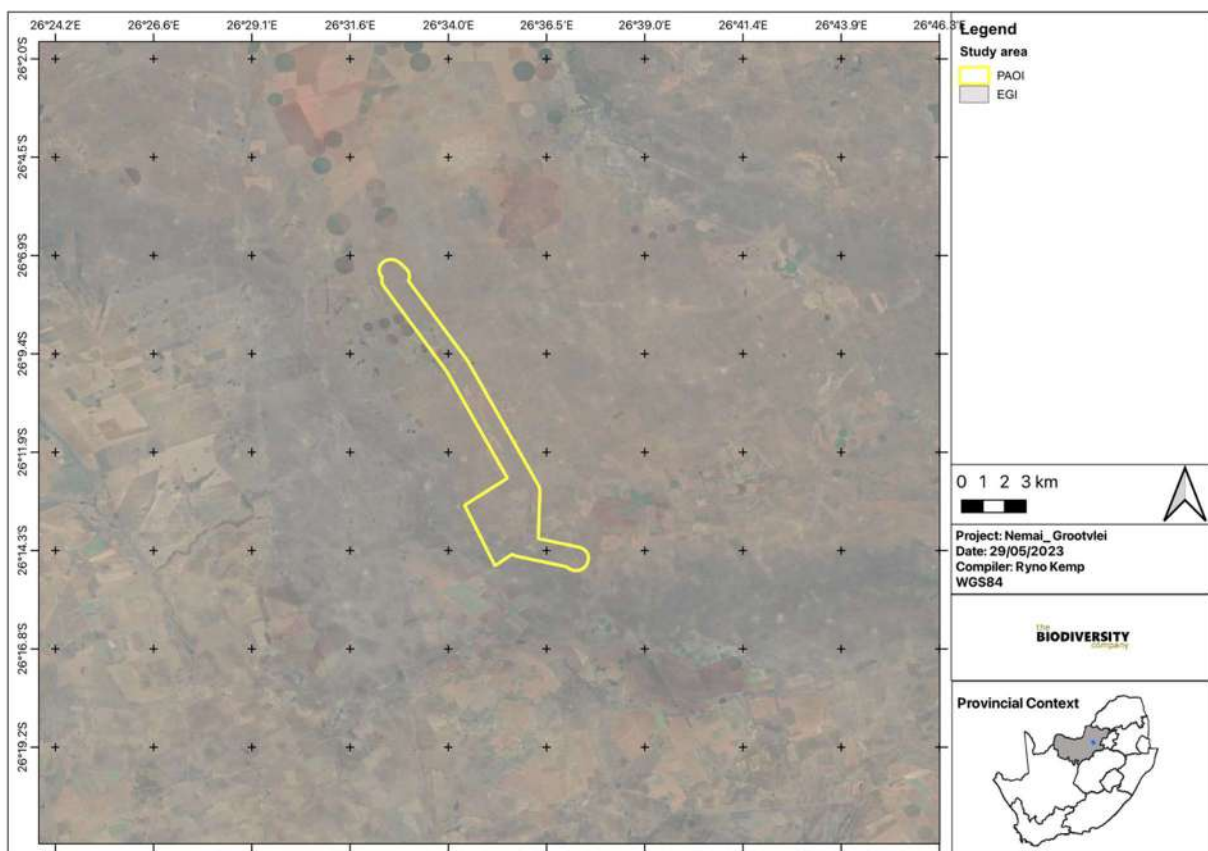 26°24.2'E 26°26.6'E 26°29.1'E 26°31.6'E 26°34.0'E 26°36.5'E 26°39.0'E 26°41.4'E 26°43.9'E 26°46.3'E
26°2.0'S
26°4.5'S
26°6.9'S
26°9.4'S
26°11.9'S
26°14.3'S
26°16.8'S
26°19.2'S
Legend
Study area
PAOI
EGI
0 1 2 3 km
Project: Nemai_Grootvlei
Date: 29/05/2023
Compiler: Ryno Kemp
WGS84
the
BIODIVERSITY
company
Provincial Context